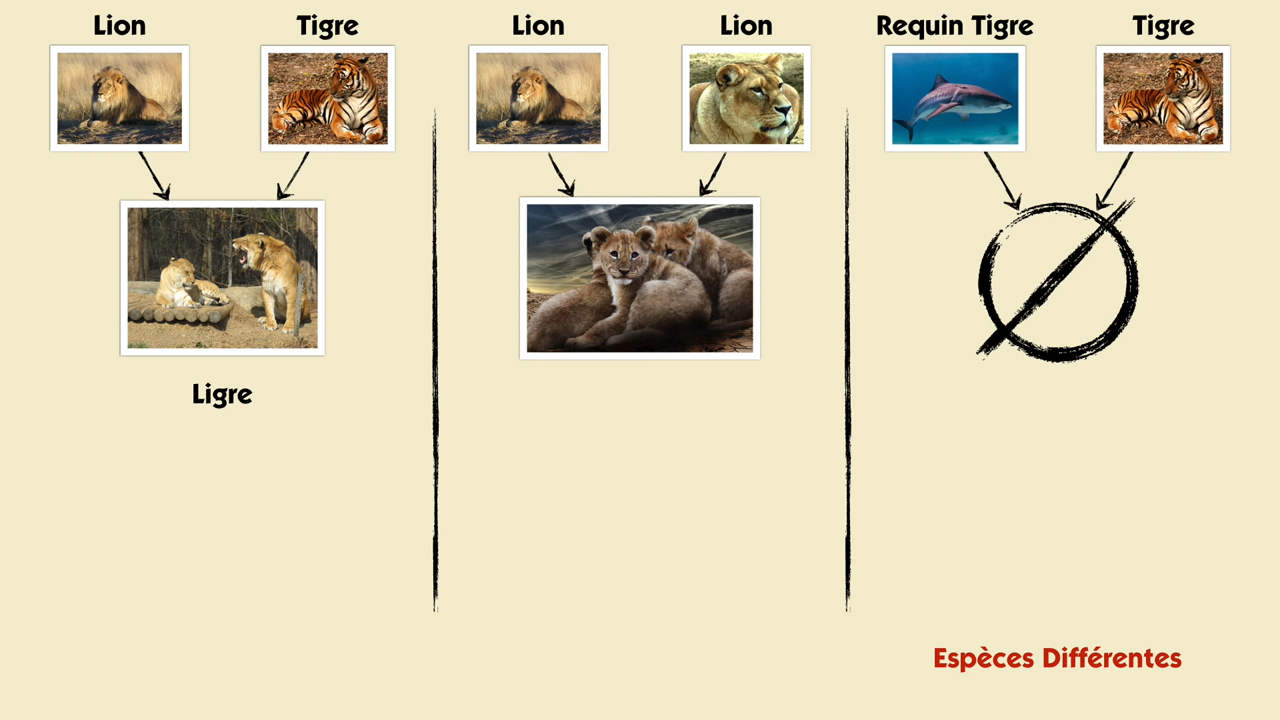 Lion
Tigre
Lion
Lion
Requin Tigre
Tigre
Ligre
Espèces Différentes